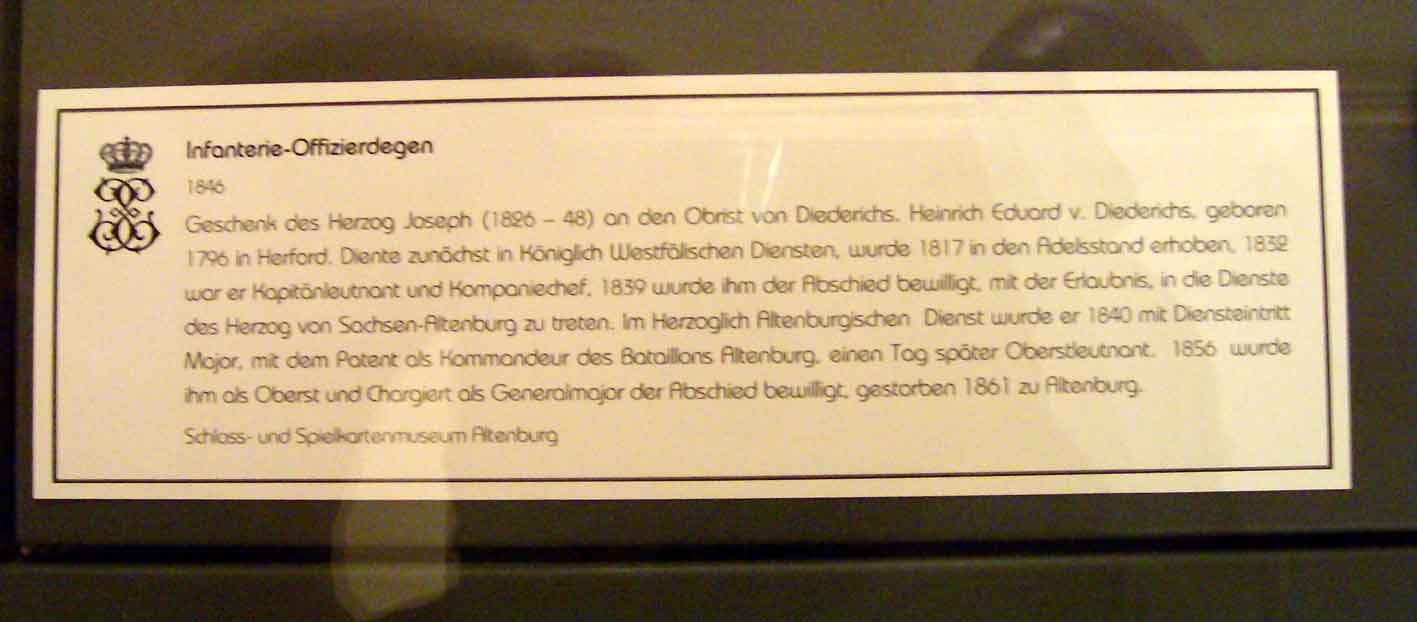 Infanterie-Offizierdegen
1846
Geschenk des Herzog Joseph (1826 – 48) an den Obrist von Diederichs. Heinrich Eduard v. Diederichs, geboren
1796 in Herford. Diente zunächst in Königlich Westfälischen Diensten, wurde 1817 in den Adelsstand erhoben, 1832
war er Kapitänleutnant und Kompaniechef, 1839 wurde ihm der Abschied bewilligt, mit der Erlaubnis, in die Dienste
des Herzog von Sachsen-Altenburg zu treten. Im Herzoglich Altenburgischen Dienst wurde er 1840 mit Diensteintritt
Major, mit dem Patent als Kommandeur des Bataillons Altenburg, einen Tag später Oberstleutnant. 1856 wurde
ihm als Oberst und Chargiert als Generalmajor der Abschied bewilligt, gestorben 1861 zu Altenburg.
Schloss- und Spielkartenmuseum Altenburg